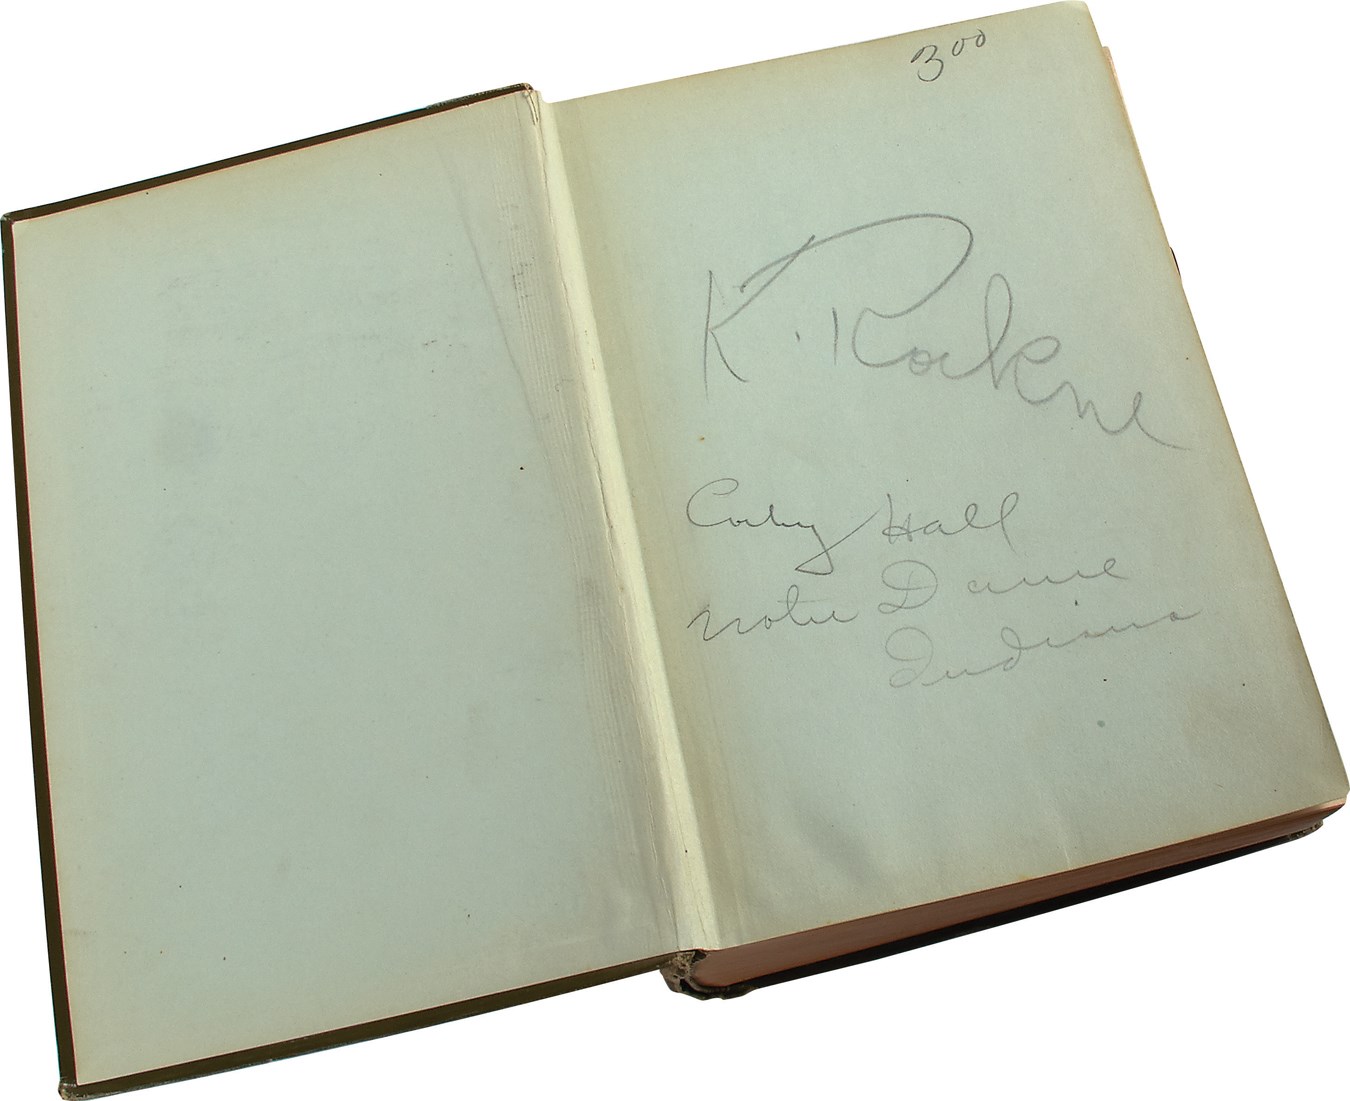 3⁰⁰
K. Rockne
Corby Hall
Notre Dame
Indiana